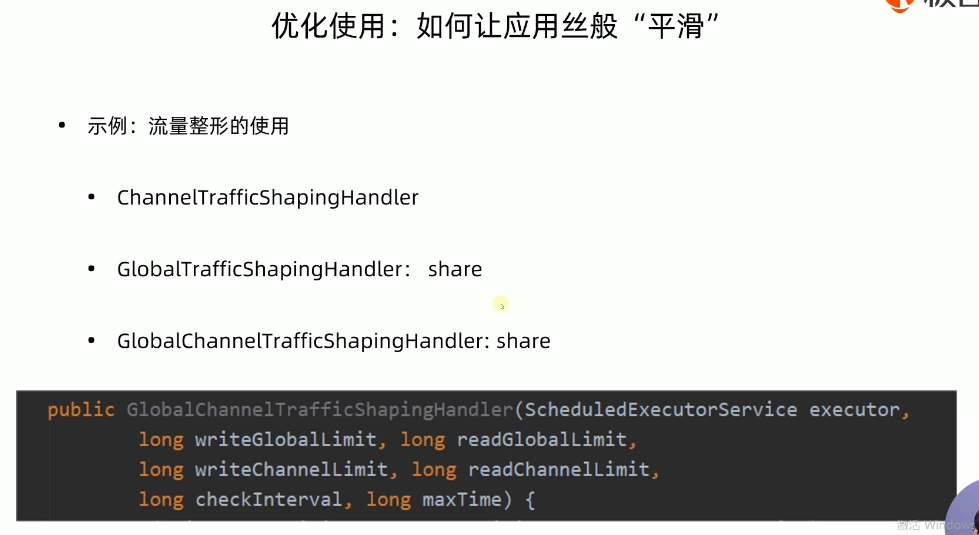 优化使用：如何让应用丝般“平滑”
• 示例：流量整形的使用
• ChannelTrafficShapingHandler
• GlobalTrafficShapingHandler： share
• GlobalChannelTrafficShapingHandler: share
public GlobalChannelTrafficShapingHandler(ScheduledExecutorService executor,
long writeGlobalLimit, long readGlobalLimit,
long writeChannelLimit, long readChannelLimit,
long checkInterval, long maxTime) {
激活 Windows